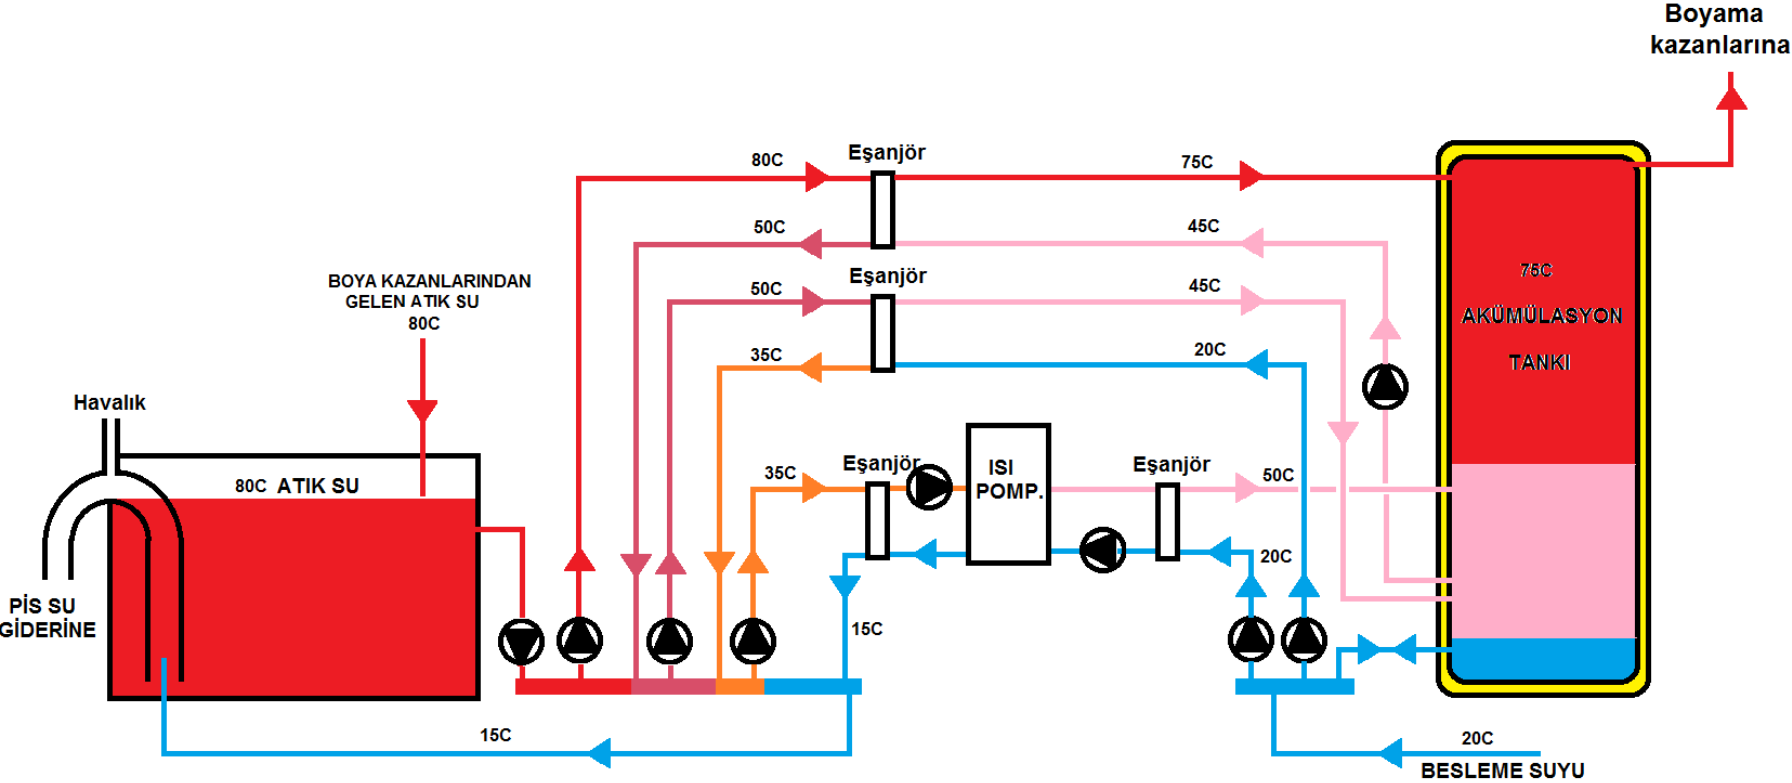 Boyama
kazanlarına
80C
Eşanjör
75C
50C
45C
Eşanjör
50C
45C
35C
20C
BOYA KAZANLARINDAN
GELEN ATIK SU
80C
75C
AKÜMÜLASYON
TANKI
Havalık
80C ATIK SU
35C
Eşanjör
ISI
POMP.
Eşanjör
50C
20C
PİS SU
GİDERİNE
15C
15C
20C
BESLEME SUYU